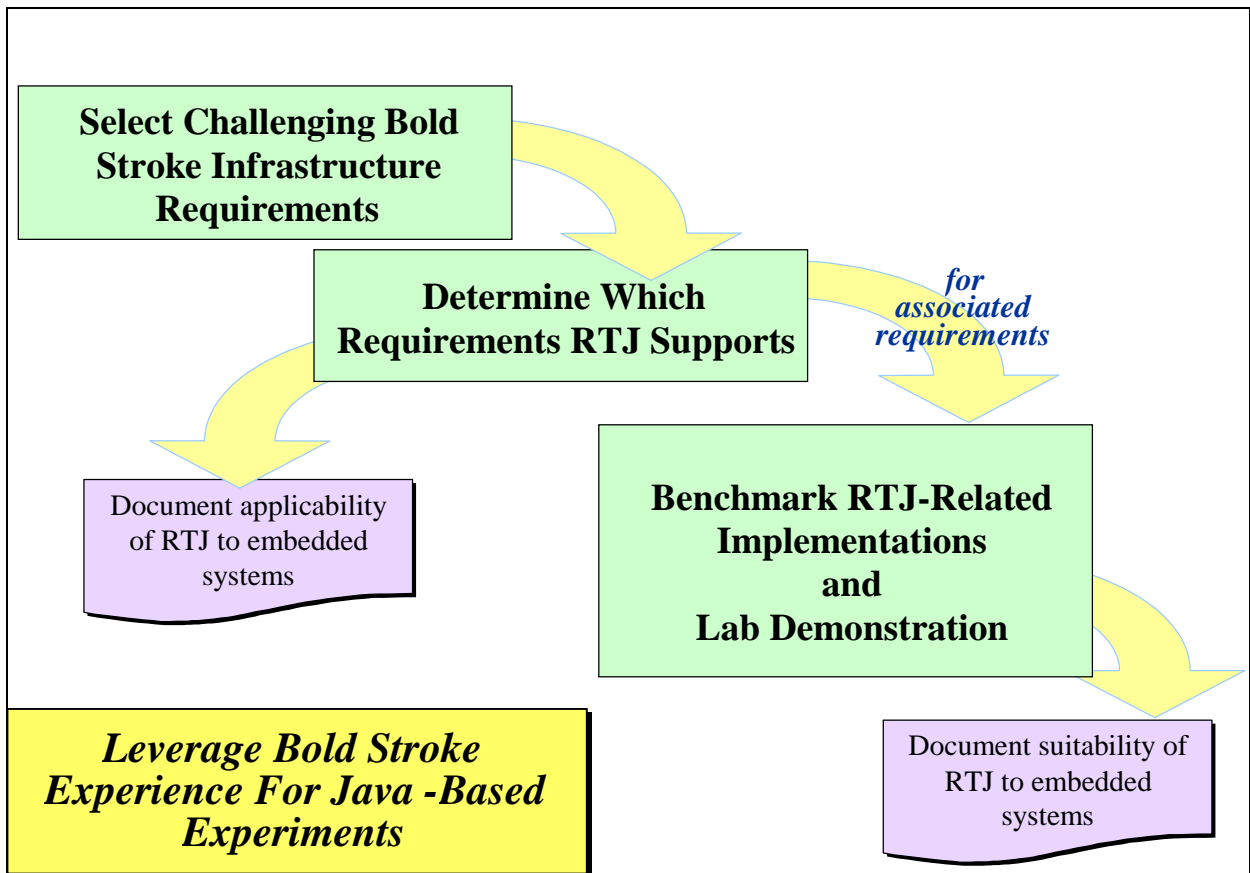 Select Challenging Bold
Stroke Infrastructure
Requirements
Determine Which
Requirements RTJ Supports
for
associated
requirements
Document applicability
of RTJ to embedded
systems
Benchmark RTJ-Related
Implementations
and
Lab Demonstration
Leverage Bold Stroke
Experience For Java -Based
Experiments
Document suitability of
RTJ to embedded
systems